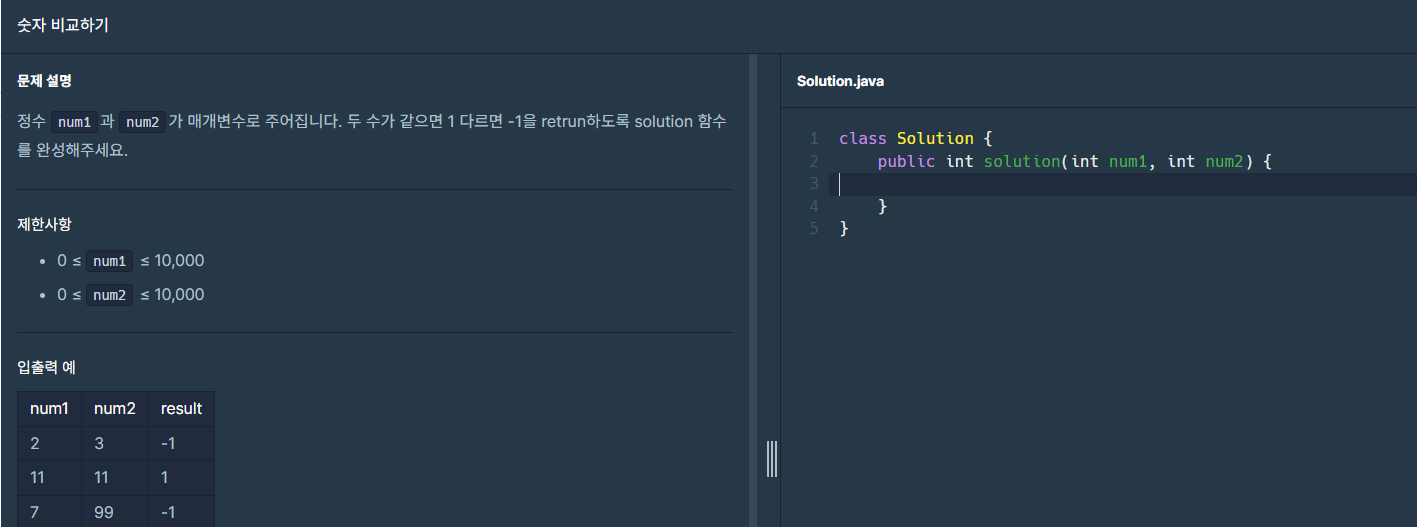 숫자 비교하기
문제 설명
정수 num1 과 num2 가 매개변수로 주어집니다. 두 수가 같으면 1 다르면 -1을 retrun하도록 solution 함수
를 완성해주세요.
제한사항
• 0 ≤ num1 ≤ 10,000
• 0 ≤ num2 ≤ 10,000
입출력 예
num1 num2 result
2 3 -1
11 11 1
7 99 -1
Solution.java
1 class Solution {
2 public int solution(int num1, int num2) {
3
4 }
5 }